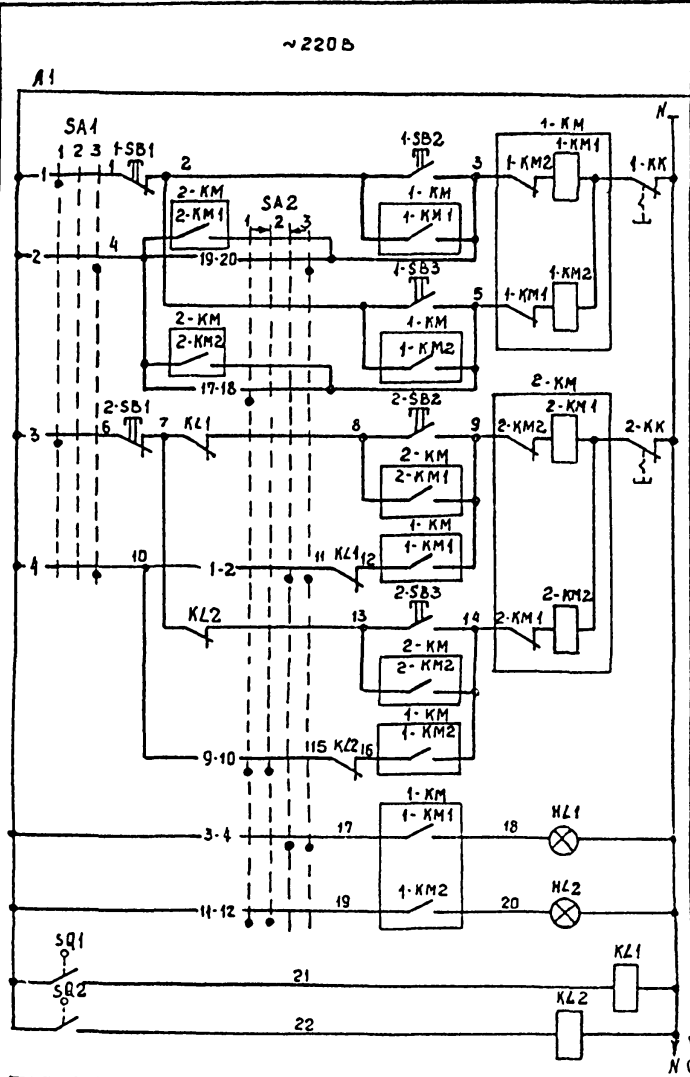 ~220В
А1
N
SA1
1 2 3
1-SB1
1-SB2
1-КМ
1-КМ1
1 1 2 3 1-КМ2 1-КК
2-КМ
2-КМ1
SA2
1 2 3
1-КМ
1-КМ1
2 4 19-20
1-SB3
1-КМ2
5 1-КМ1
2-КМ
2-КМ2
1-КМ
1-КМ2
17-18
2-КМ
2-SB1
2-SB2
2-КМ1
3 6 7 KL1 8 9 2-КМ2 2-КК
2-КМ
2-КМ1
1-КМ
1-КМ1
4 10 1-2 11 KL1 12
2-SB3
2-КМ2
KL2 13 14 2-КМ1
2-КМ
2-КМ2
1-КМ
1-КМ2
9-10 15 KL2 16
1-КМ
1-КМ1
HL1
3-4 17 18
1-КМ2
HL2
11-12 19 20
SQ1
KL1
21
SQ2
KL2
22
N